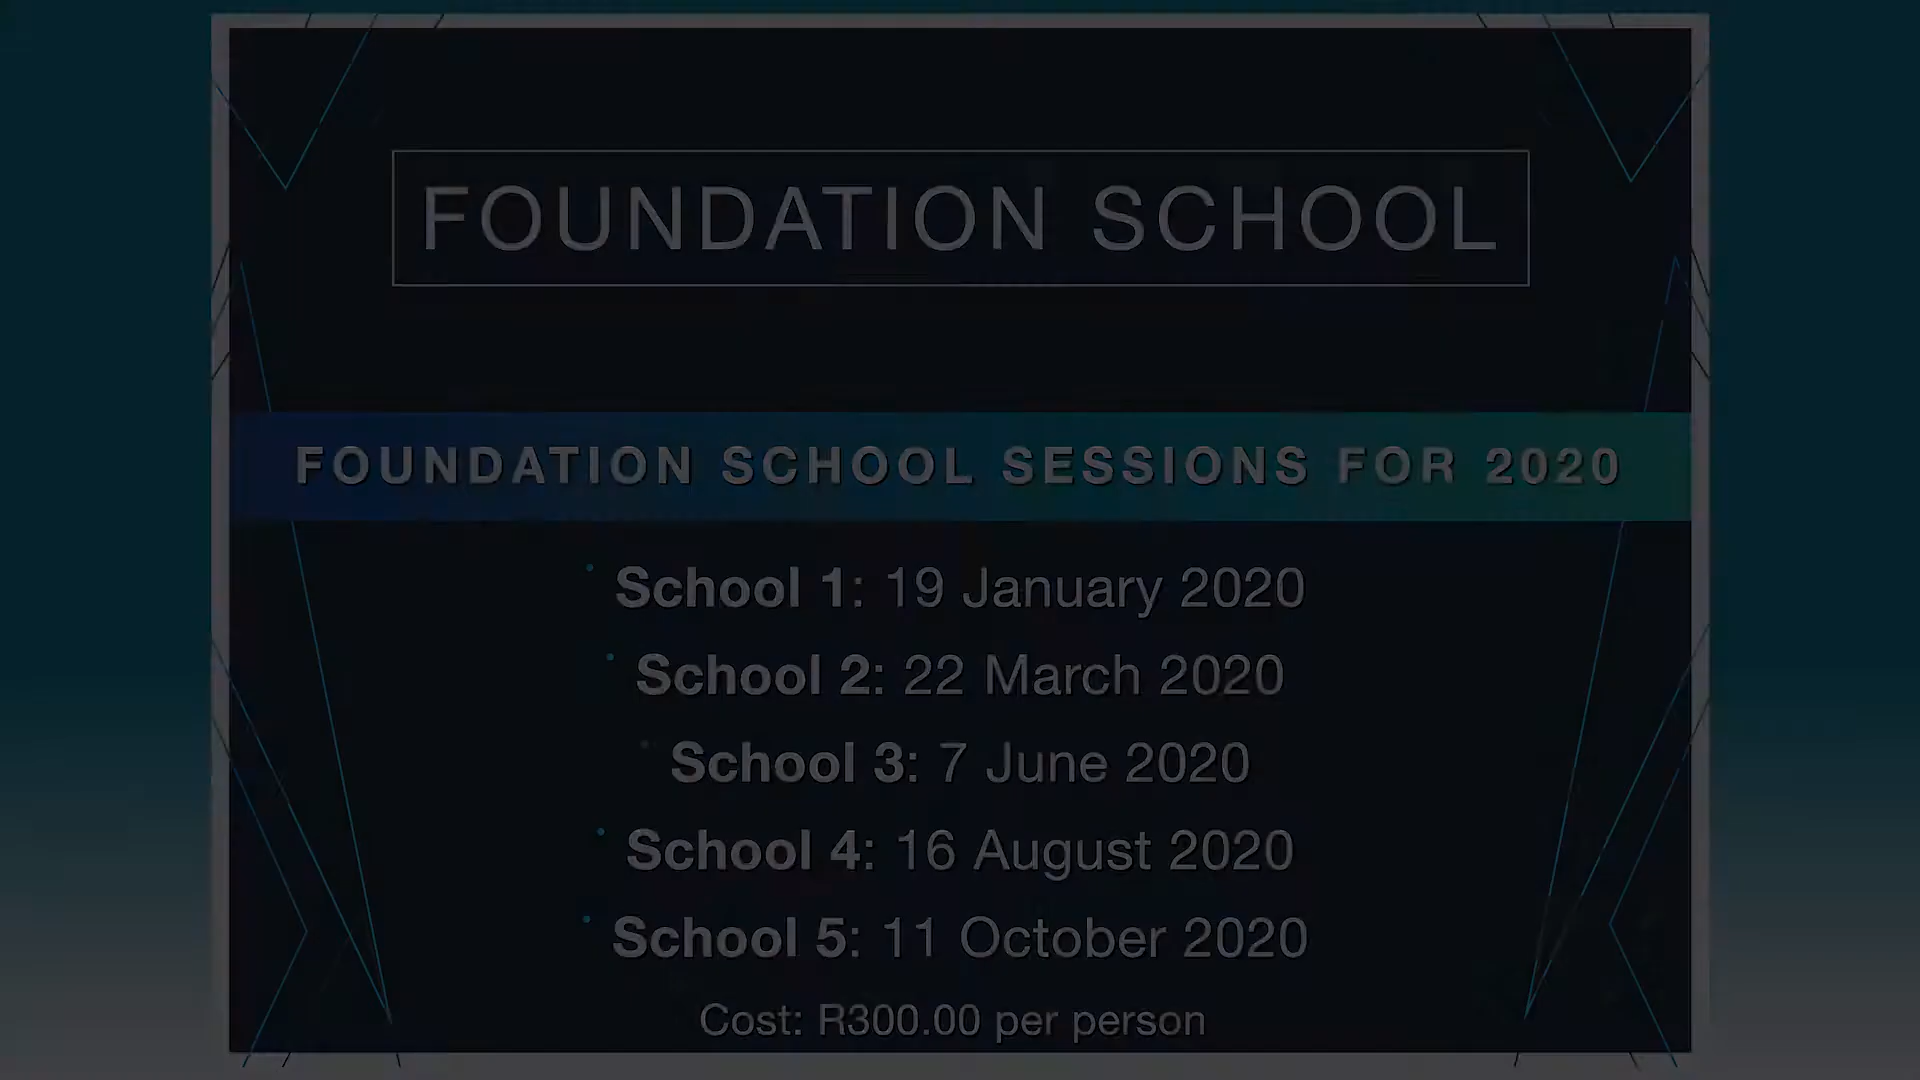 FOUNDATION SCHOOL
FOUNDATION SCHOOL SESSIONS FOR 2020
School 1: 19 January 2020
School 2: 22 March 2020
School 3: 7 June 2020
School 4: 16 August 2020
School 5: 11 October 2020
Cost: R300.00 per person